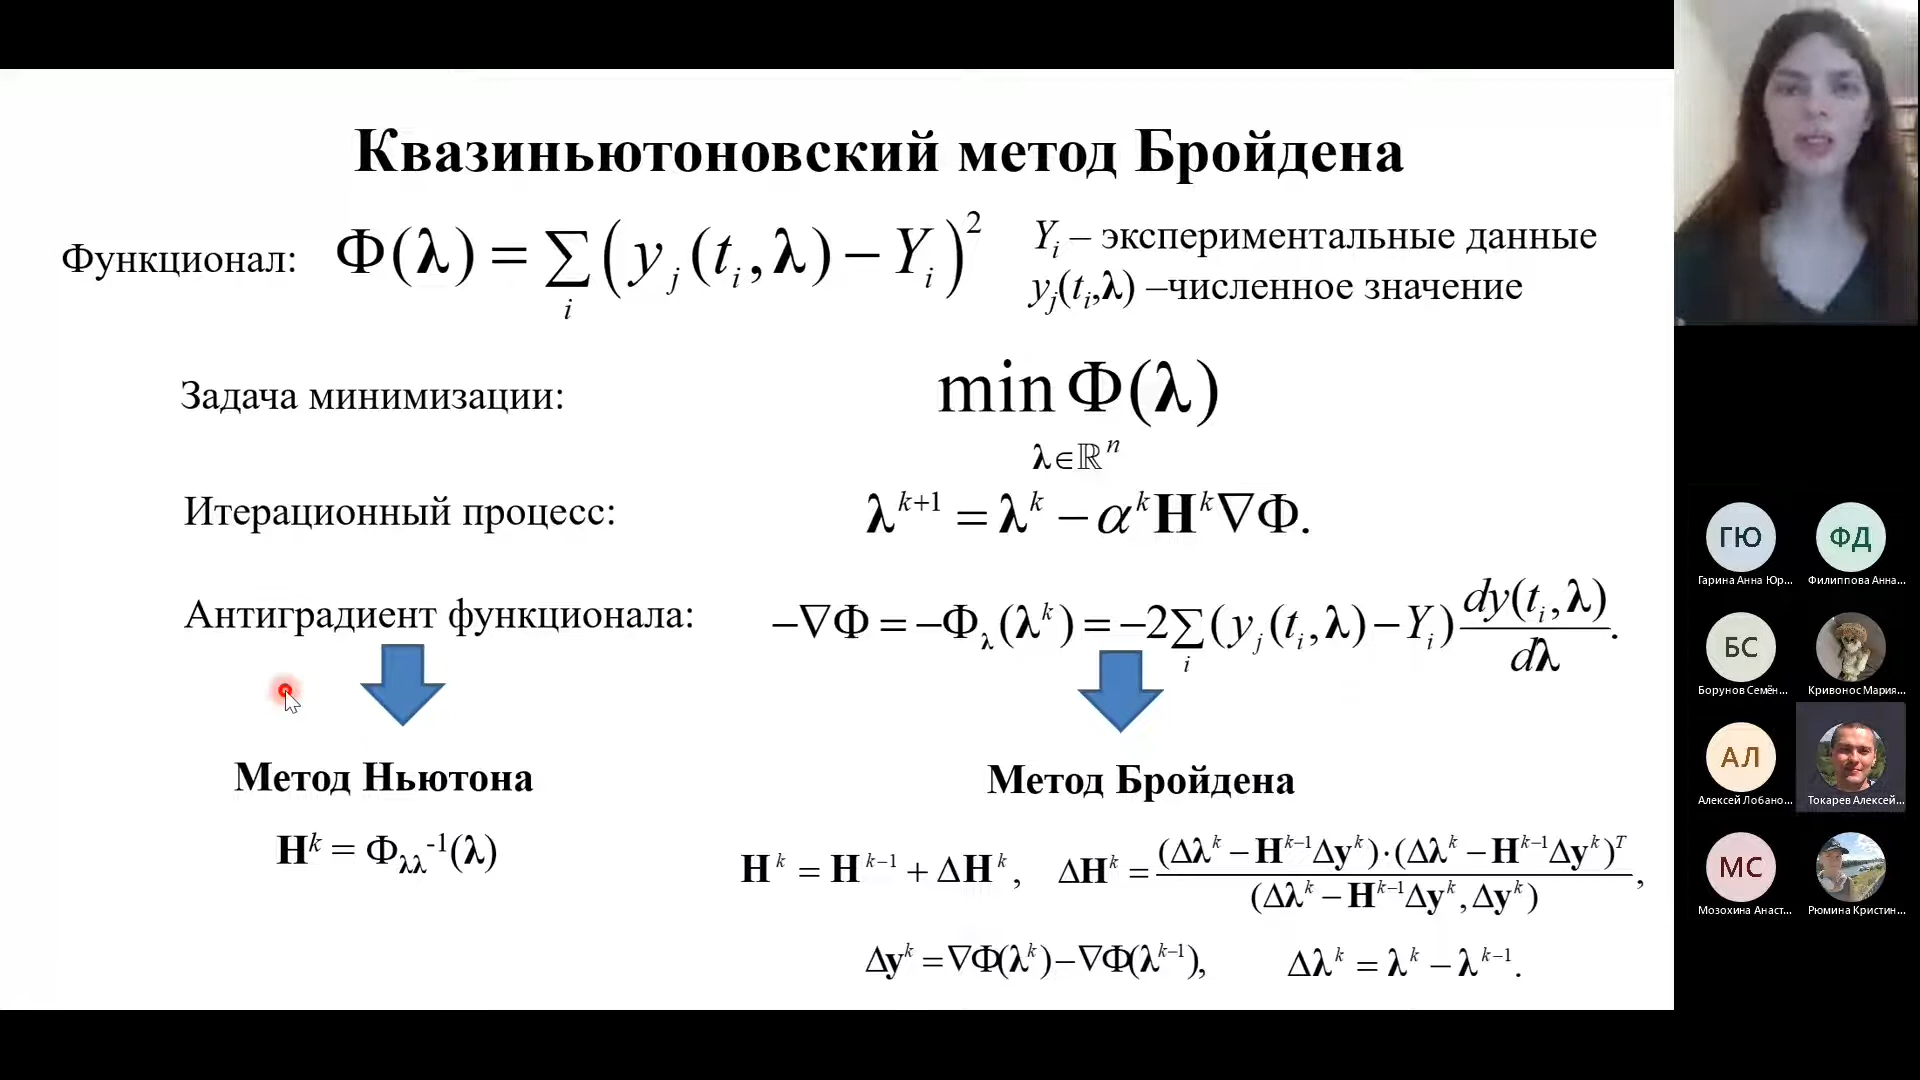 Квазиньютоновский метод Бройдена
Функционал: Φ(λ) = ∑_i (y_j(t_i, λ) − Y_i)^2
Y_i – экспериментальные данные
y_j(t_i,λ) –численное значение
Задача минимизации: min Φ(λ)
λ∈ℝ^n
Итерационный процесс: λ^{k+1} = λ^k − α^k H^k ∇Φ.
Антиградиент функционала: −∇Φ = −Φ_λ(λ^k) = −2∑_i (y_j(t_i, λ) − Y_i) dy(t_i, λ)/dλ.
Метод Ньютона
H^k = Φ_λλ^{-1}(λ)
Метод Бройдена
H^k = H^{k−1} + ΔH^k, ΔH^k = (Δλ^k − H^{k−1}Δy^k)·(Δλ^k − H^{k−1}Δy^k)^T / (Δλ^k − H^{k−1}Δy^k, Δy^k),
Δy^k = ∇Φ(λ^k) − ∇Φ(λ^{k−1}), Δλ^k = λ^k − λ^{k−1}.
ГЮ
Гарина Анна Юр...
ФД
Филиппова Анна...
БС
Борунов Семён...
Кривонос Мария...
АЛ
Алексей Лобано...
Токарев Алексей...
МС
Мозохина Анаст...
Рюмина Кристин...